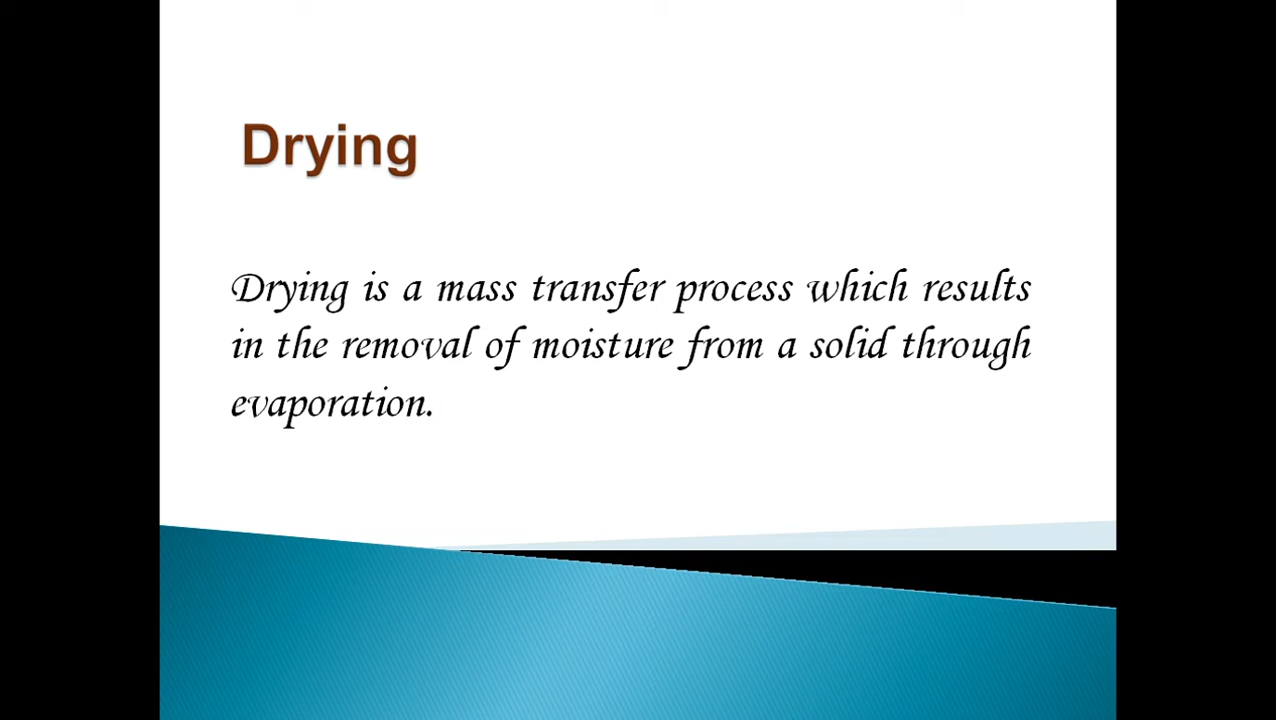 Drying
Drying is a mass transfer process which results
in the removal of moisture from a solid through
evaporation.